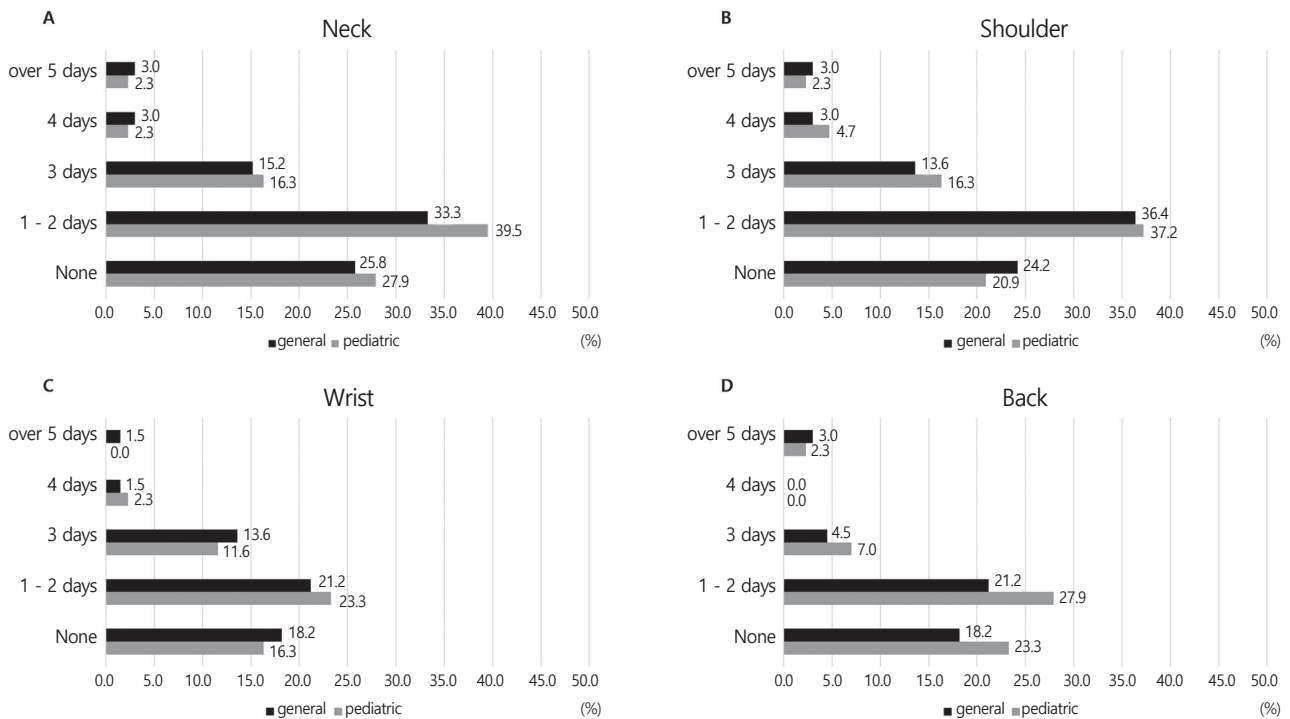 A
Neck
over 5 days
3.0
2.3
4 days
3.0
2.3
3 days
15.2
16.3
1 - 2 days
33.3
39.5
None
25.8
27.9
0.0 5.0 10.0 15.0 20.0 25.0 30.0 35.0 40.0 45.0 50.0
general pediatric (%)
B
Shoulder
over 5 days
3.0
2.3
4 days
3.0
4.7
3 days
13.6
16.3
1 - 2 days
36.4
37.2
None
24.2
20.9
0.0 5.0 10.0 15.0 20.0 25.0 30.0 35.0 40.0 45.0 50.0
general pediatric (%)
C
Wrist
over 5 days
1.5
0.0
4 days
1.5
2.3
3 days
13.6
11.6
1 - 2 days
21.2
23.3
None
18.2
16.3
0.0 5.0 10.0 15.0 20.0 25.0 30.0 35.0 40.0 45.0 50.0
general pediatric (%)
D
Back
over 5 days
3.0
2.3
4 days
0.0
0.0
3 days
4.5
7.0
1 - 2 days
21.2
27.9
None
18.2
23.3
0.0 5.0 10.0 15.0 20.0 25.0 30.0 35.0 40.0 45.0 50.0
general pediatric (%)